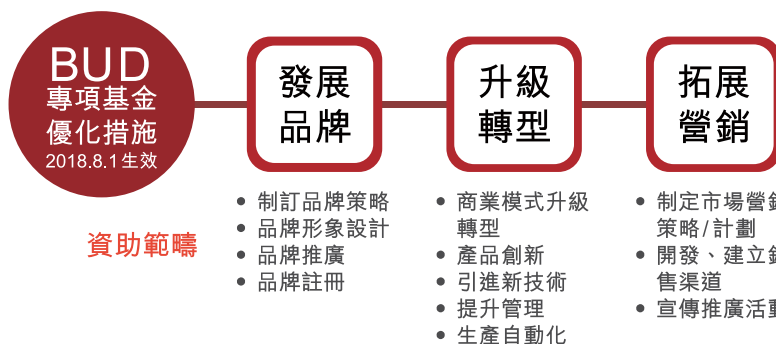 BUD
專項基金
優化措施
2018.8.1生效
發展
品牌
升級
轉型
拓展
營銷
資助範疇
• 制訂品牌策略
• 品牌形象設計
• 品牌推廣
• 品牌註冊
• 商業模式升級
轉型
• 產品創新
• 引進新技術
• 提升管理
• 生產自動化
• 制定市場營銷
策略/計劃
• 開發、建立銷
售渠道
• 宣傳推廣活動